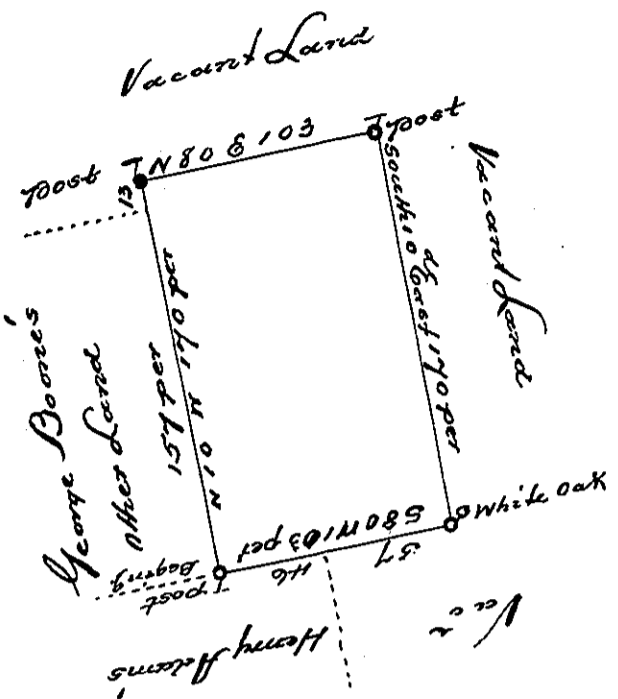 Vacant Land
post
N 80 E 103
post
13
Vacant Land
South 10 East 170 per
N 10 W 170 per
157 per
George Boone's
other Land
White Oak
S 80 W 103 per
57
46
Beging
post
Henry Adams
Vac